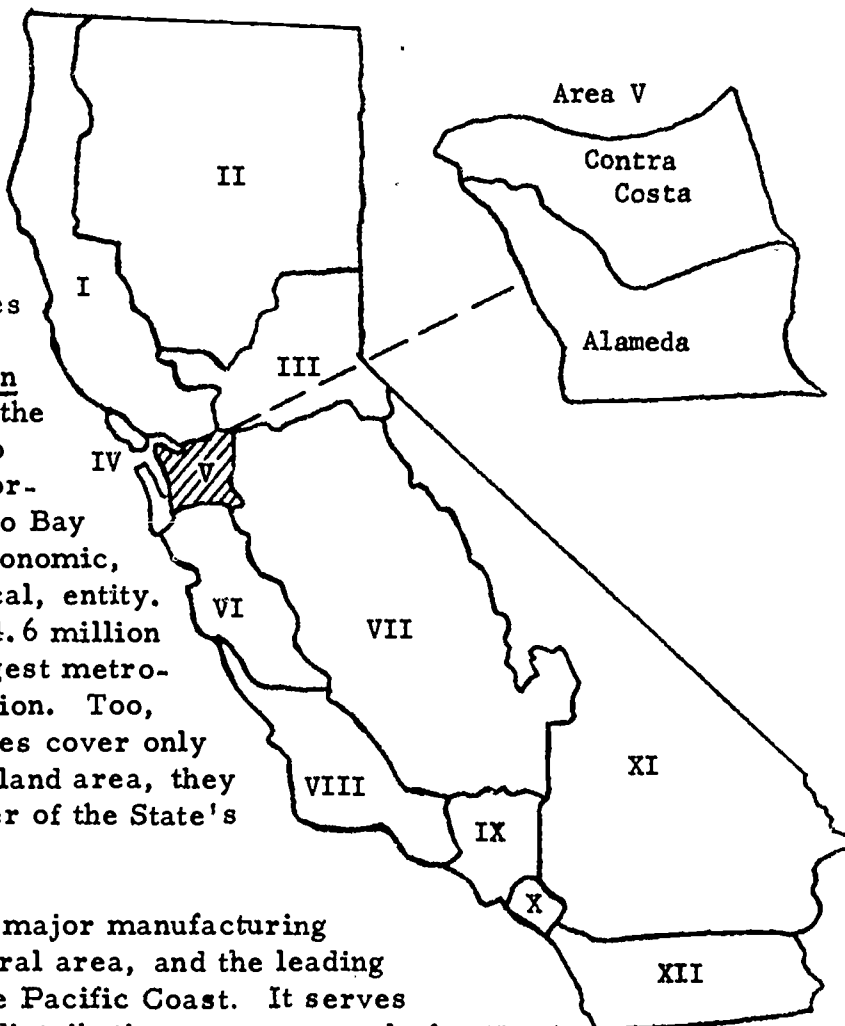 Area V
Contra
Costa
Alameda
II
I
III
IV
V
VI
VII
VIII
IX
X
XI
XII
es
n
the
o
or-
o Bay
onomic,
al, entity.
4.6 million
gest metro-
ion. Too,
es cover only
land area, they
er of the State's
major manufacturing
ral area, and the leading
e Pacific Coast. It serves